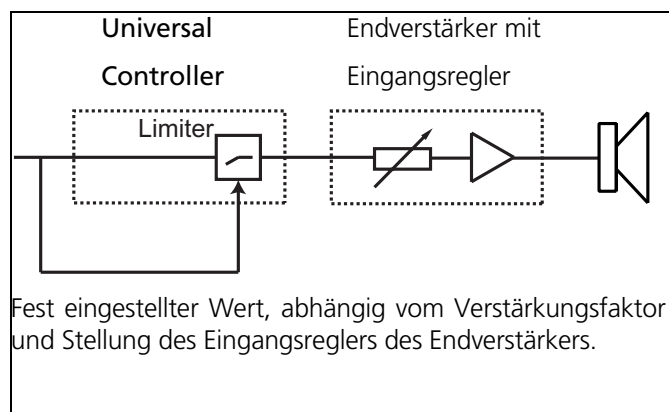 Universal Endverstärker mit
Controller Eingangsregler
Limiter
Fest eingestellter Wert, abhängig vom Verstärkungsfaktor
und Stellung des Eingangsreglers des Endverstärkers.